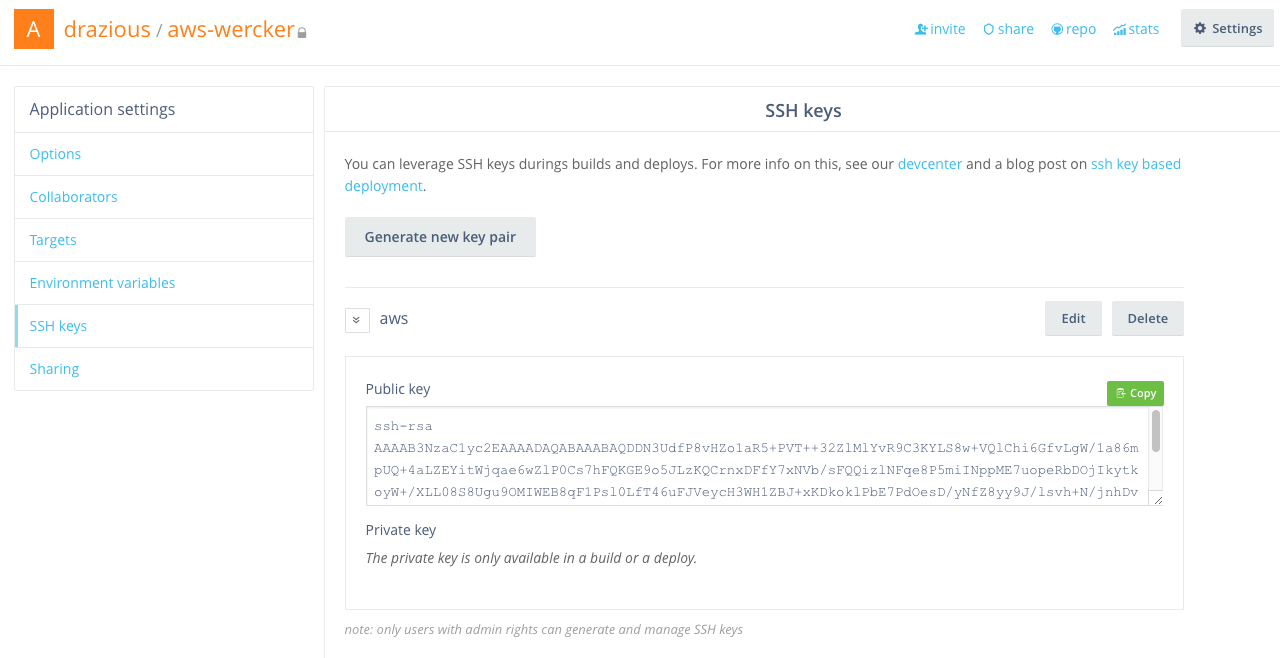 A drazious / aws-wercker
invite share repo stats Settings
Application settings
Options
Collaborators
Targets
Environment variables
SSH keys
Sharing
SSH keys
You can leverage SSH keys durings builds and deploys. For more info on this, see our devcenter and a blog post on ssh key based
deployment.
Generate new key pair
aws
Edit Delete
Public key
Copy
ssh-rsa
AAAAB3NzaC1yc2EAAAADAQABAAABAQDDN3UdfP8vHZo1aR5+PVT++32ZlMlYvR9C3KYLS8w+VQlChi6GfvLgW/1a86m
pUQ+4aLZEYitWjqae6wZlP0Cs7hFQKGE9o5JLzKQCrnxDFfY7xNVb/sFQQizlNFqe8P5miINppME7uopeRbDOjIkytk
oyW+/XLL08S8Ugu9OMIWEB8qF1Psl0LfT46uFJVeycH3WH1ZBJ+xKDkoklPbE7PdOesD/yNfZ8yy9J/lsvh+N/jnhDv
Private key
The private key is only available in a build or a deploy.
note: only users with admin rights can generate and manage SSH keys